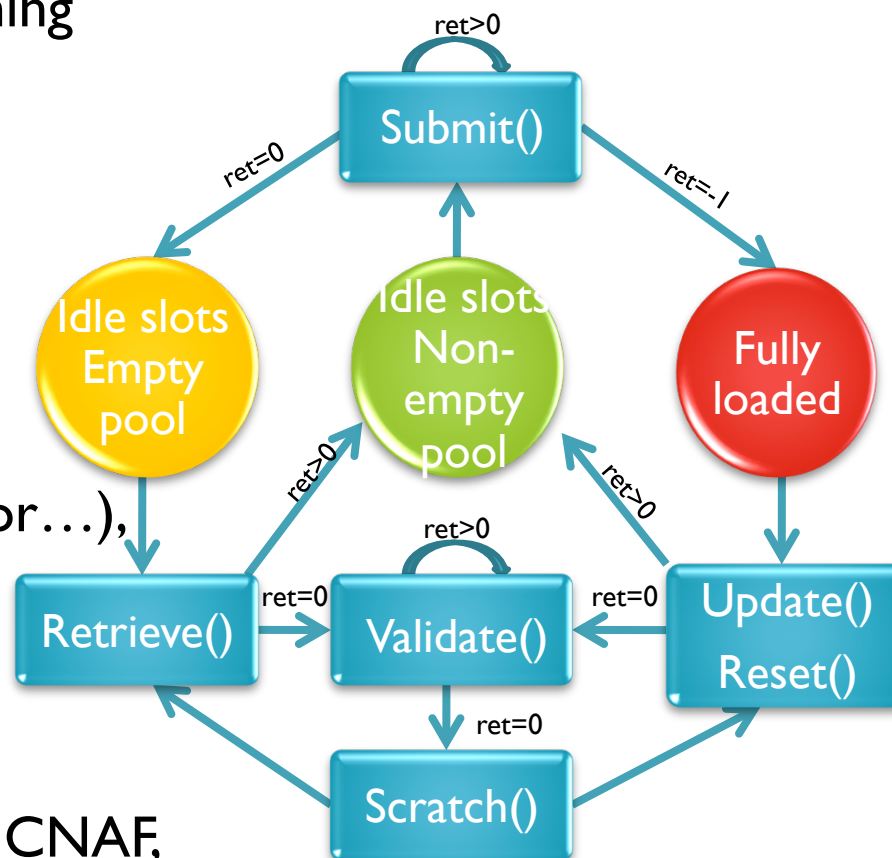 ning
ret>0
Submit()
ret=0
ret=-1
Idle slots
Empty
pool
Idle slots
Non-
empty
pool
Fully
loaded
ret>0
ret>0
or…),
ret>0
Retrieve()
ret=0
Validate()
ret=0
Update()
Reset()
ret=0
Scratch()
CNAF,